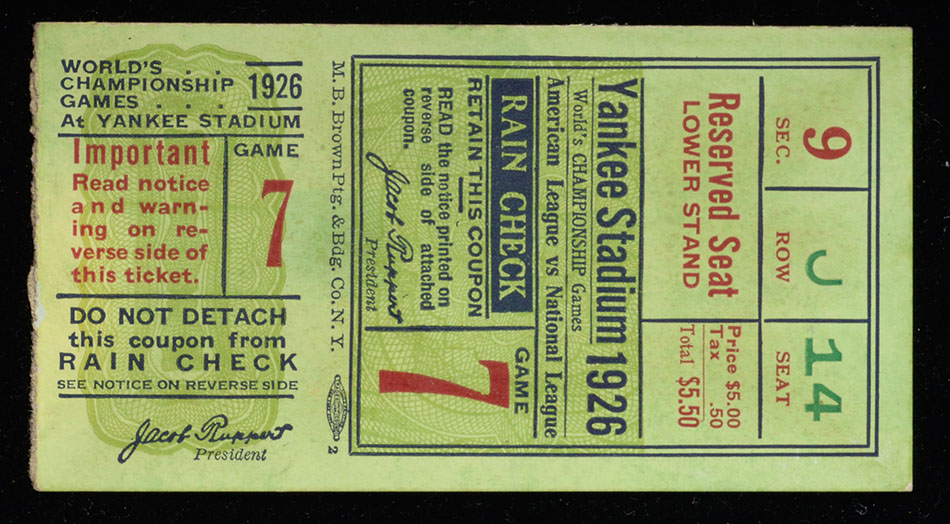 WORLD'S . .
CHAMPIONSHIP
GAMES . . .
1926
At YANKEE STADIUM
Important
Read notice
and warn-
ing on re-
verse side of
this ticket.
GAME
7
DO NOT DETACH
this coupon from
RAIN CHECK
SEE NOTICE ON REVERSE SIDE
Jacob Ruppert
President
M. B. Brown Ptg. & Bdg. Co. N. Y.
2
9
SEC.
J
ROW
14
SEAT
Reserved Seat
LOWER STAND
Price $5.00
Tax .50
Total $5.50
Yankee Stadium 1926
World's CHAMPIONSHIP Games
American League vs National League
RAIN CHECK
RETAIN THIS COUPON
READ the notice printed on
reverse side of attached
coupon.
Jacob Ruppert
President
GAME
7